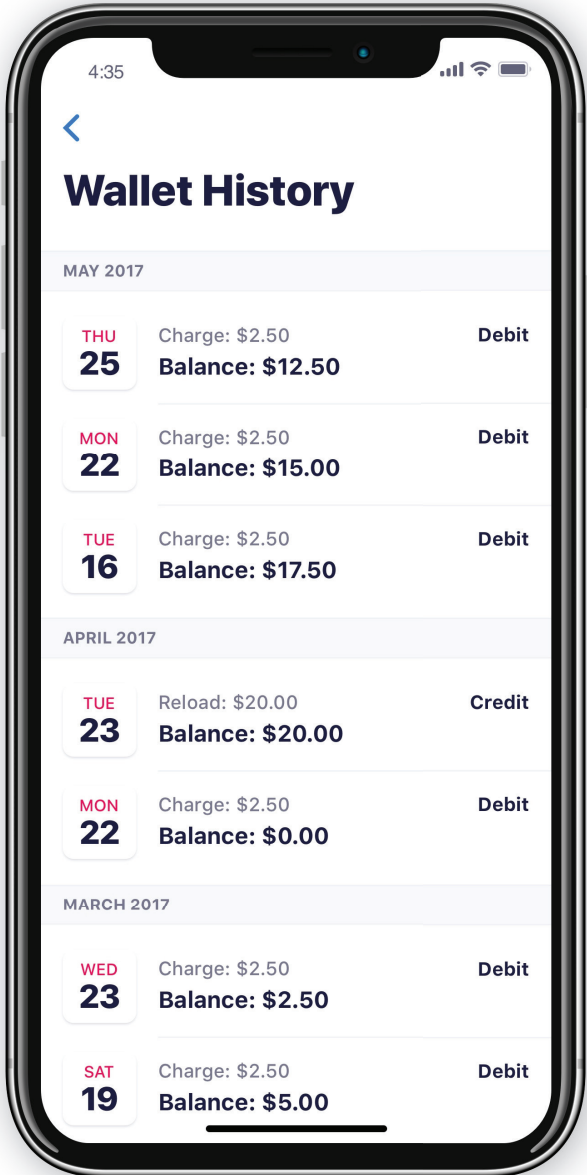 4:35
Wallet History
MAY 2017
THU
25
Charge: $2.50
Balance: $12.50
Debit
MON
22
Charge: $2.50
Balance: $15.00
Debit
TUE
16
Charge: $2.50
Balance: $17.50
Debit
APRIL 2017
TUE
23
Reload: $20.00
Balance: $20.00
Credit
MON
22
Charge: $2.50
Balance: $0.00
Debit
MARCH 2017
WED
23
Charge: $2.50
Balance: $2.50
Debit
SAT
19
Charge: $2.50
Balance: $5.00
Debit